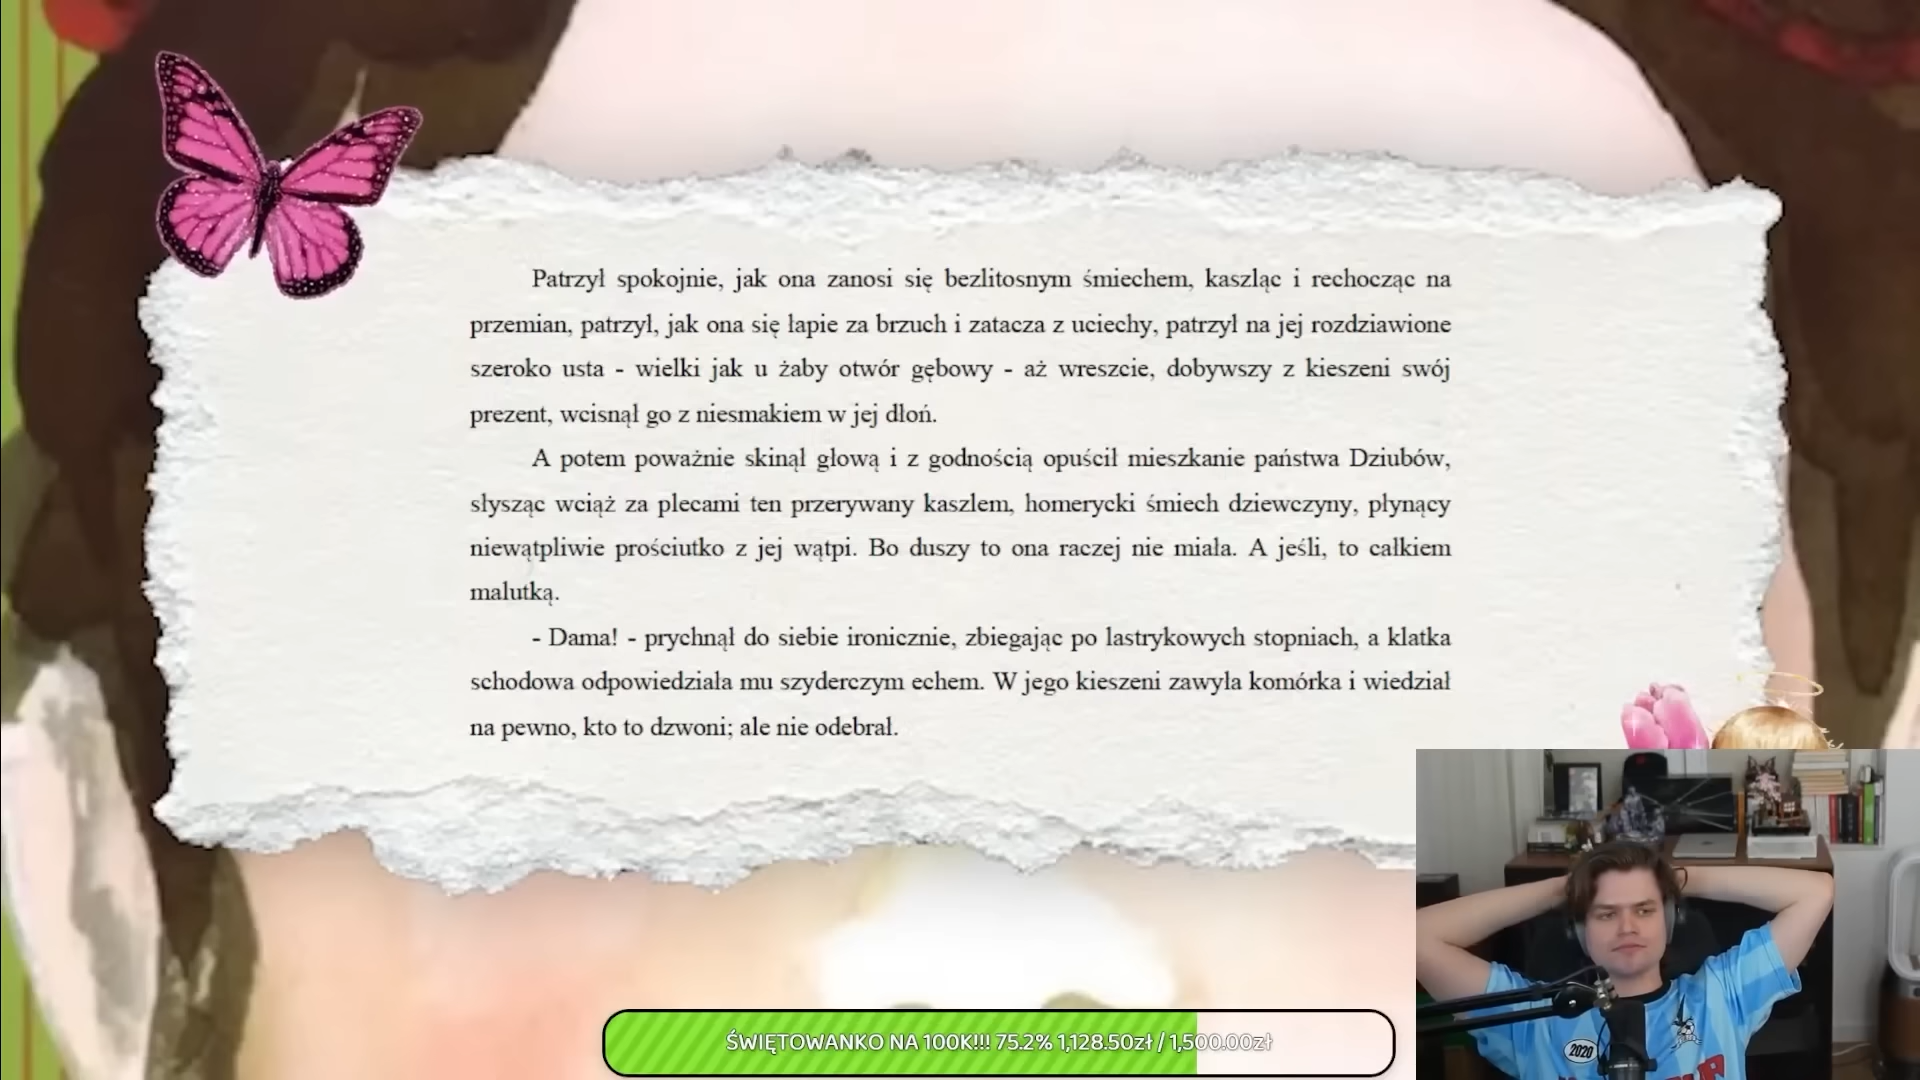 Patrzył spokojnie, jak ona zanosi się bezlitosnym śmiechem, kaszląc i rechocząc na
przemian, patrzył, jak ona się łapie za brzuch i zatacza z uciechy, patrzył na jej rozdziawione
szeroko usta - wielki jak u żaby otwór gębowy - aż wreszcie, dobywszy z kieszeni swój
prezent, wcisnął go z niesmakiem w jej dłoń.
A potem poważnie skinął głową i z godnością opuścił mieszkanie państwa Dziubów,
słysząc wciąż za plecami ten przerywany kaszlem, homerycki śmiech dziewczyny, płynący
niewątpliwie prościutko z jej wątpi. Bo duszy to ona raczej nie miała. A jeśli, to całkiem
malutką.
- Dama! - prychnął do siebie ironicznie, zbiegając po lastrykowych stopniach, a klatka
schodowa odpowiedziała mu szyderczym echem. W jego kieszeni zawyła komórka i wiedział
na pewno, kto to dzwoni; ale nie odebrał.
ŚWIĘTOWANKO NA 100K!!! 75.2% 1,128.50zł / 1,500.00zł
2020